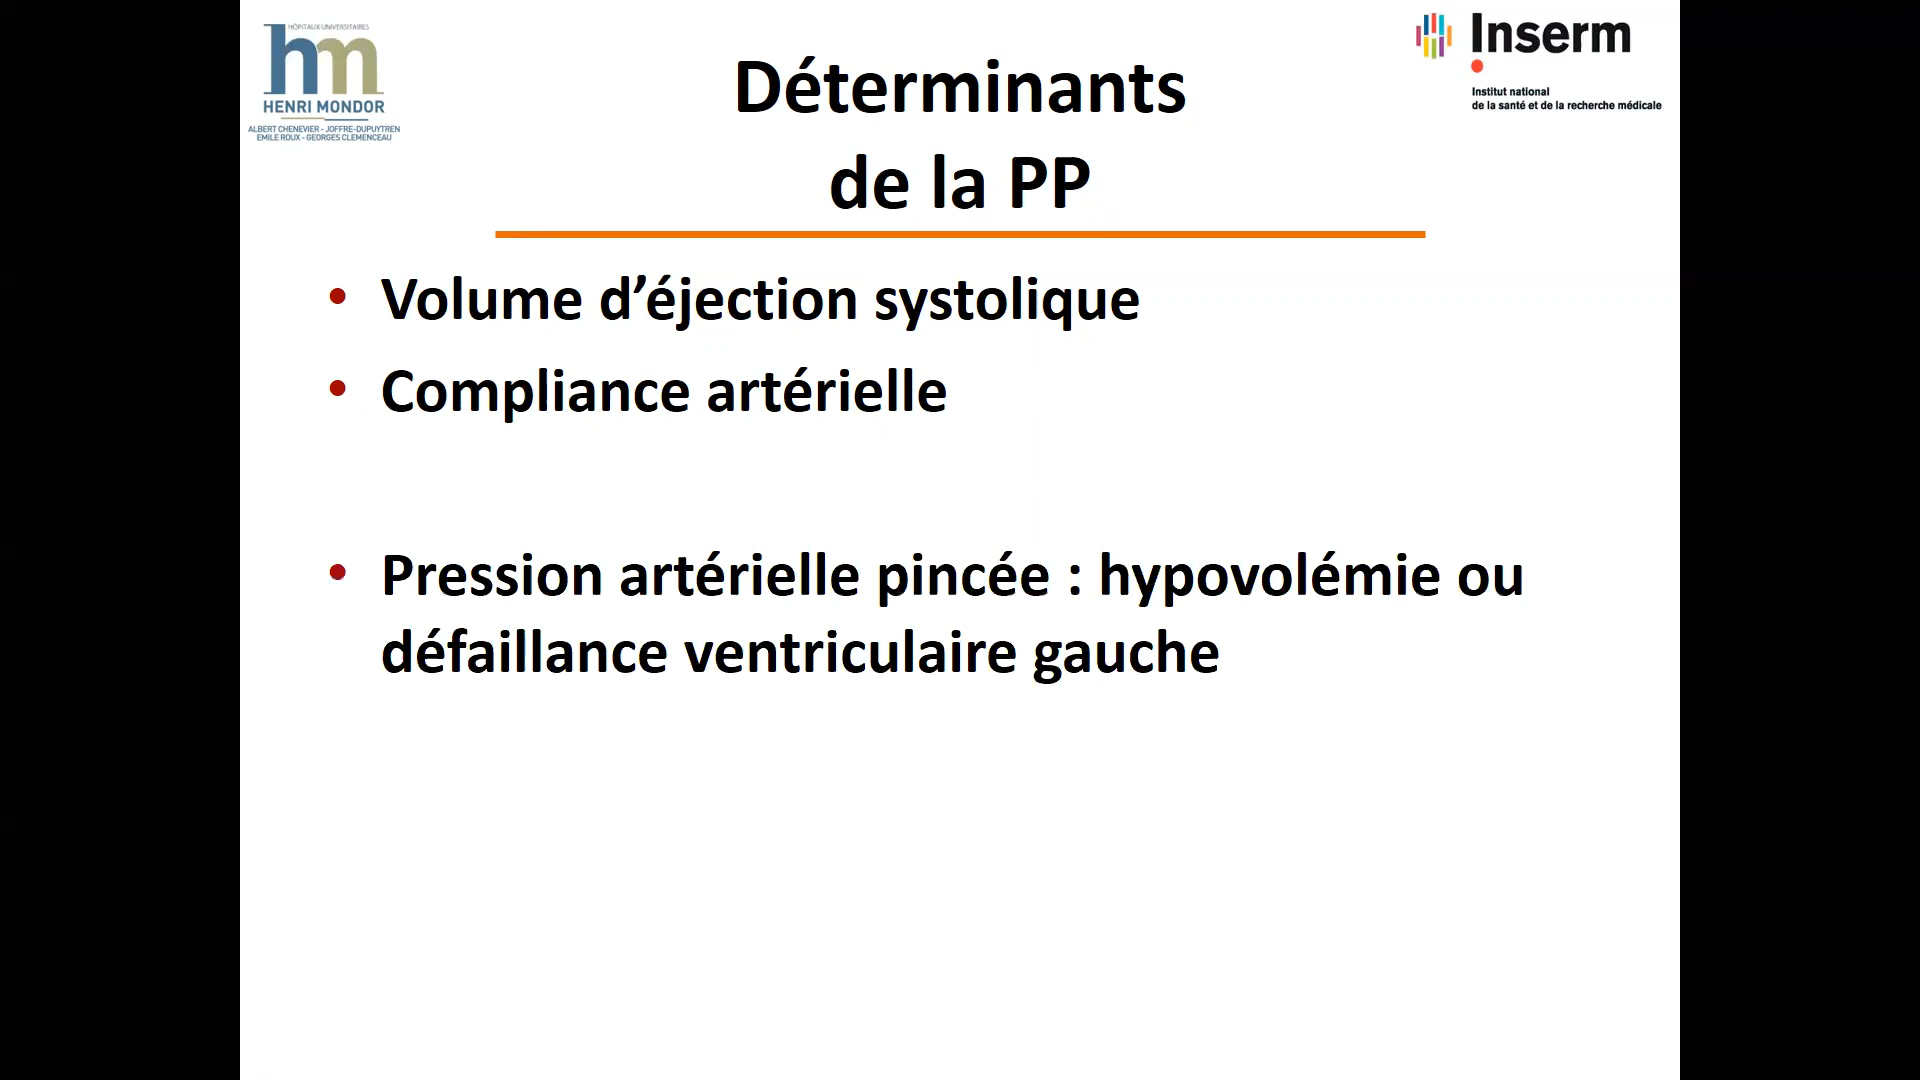 HÔPITAUX UNIVERSITAIRES
hm
HENRI MONDOR
ALBERT CHENEVIER - JOFFRE-DUPUYTREN
EMILE ROUX - GEORGES CLEMENCEAU
Inserm
Institut national
de la santé et de la recherche médicale
Déterminants
de la PP
• Volume d’éjection systolique
• Compliance artérielle
• Pression artérielle pincée : hypovolémie ou
défaillance ventriculaire gauche